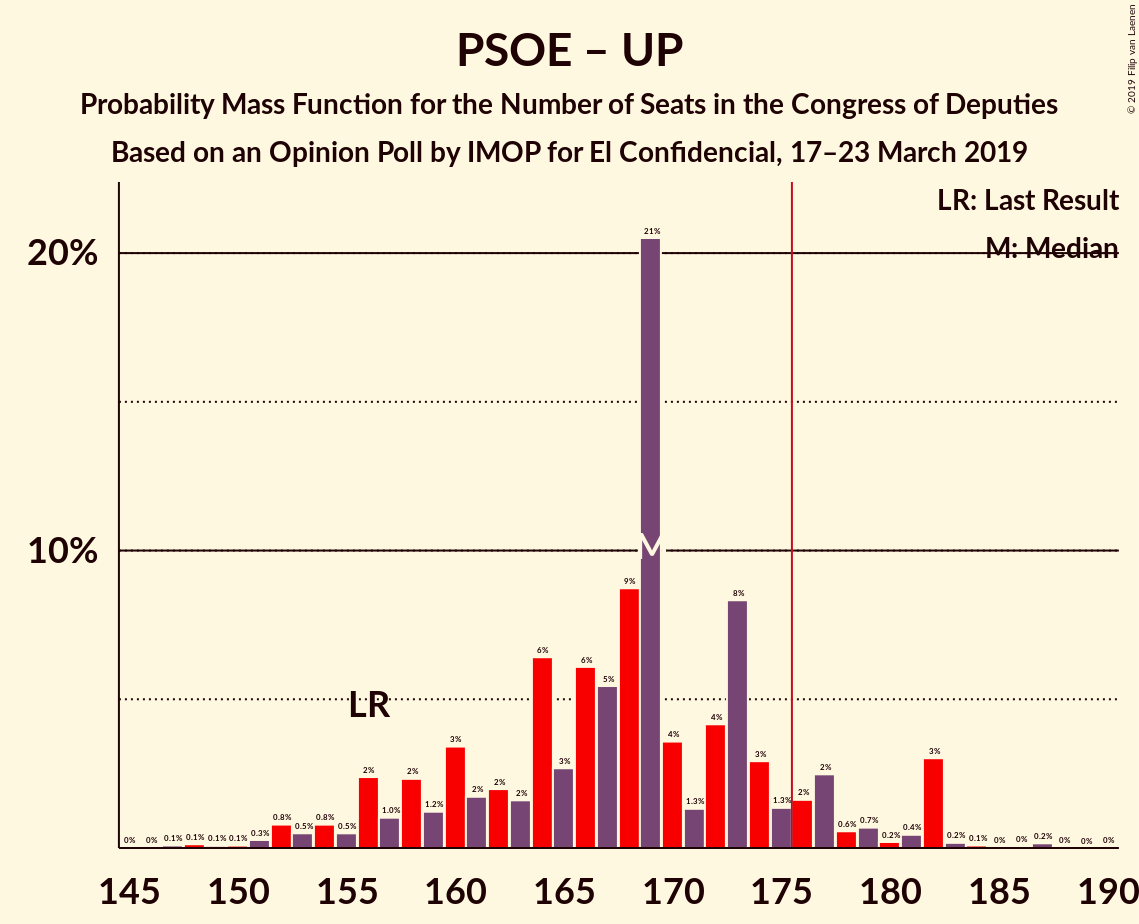 PSOE – UP
Probability Mass Function for the Number of Seats in the Congress of Deputies
Based on an Opinion Poll by IMOP for El Confidencial, 17–23 March 2019
© 2019 Filip van Laenen
LR: Last Result
M: Median
20%
10%
LR
M
0% 0% 0.1% 0.1% 0.1% 0.1% 0.3% 0.8% 0.5% 0.8% 0.5% 2% 1.0% 2% 1.2% 3% 2% 2% 2% 6% 3% 6% 5% 9% 21% 4% 1.3% 4% 8% 3% 1.3% 2% 2% 0.6% 0.7% 0.2% 0.4% 3% 0.2% 0.1% 0% 0% 0.2% 0% 0% 0%
145 150 155 160 165 170 175 180 185 190